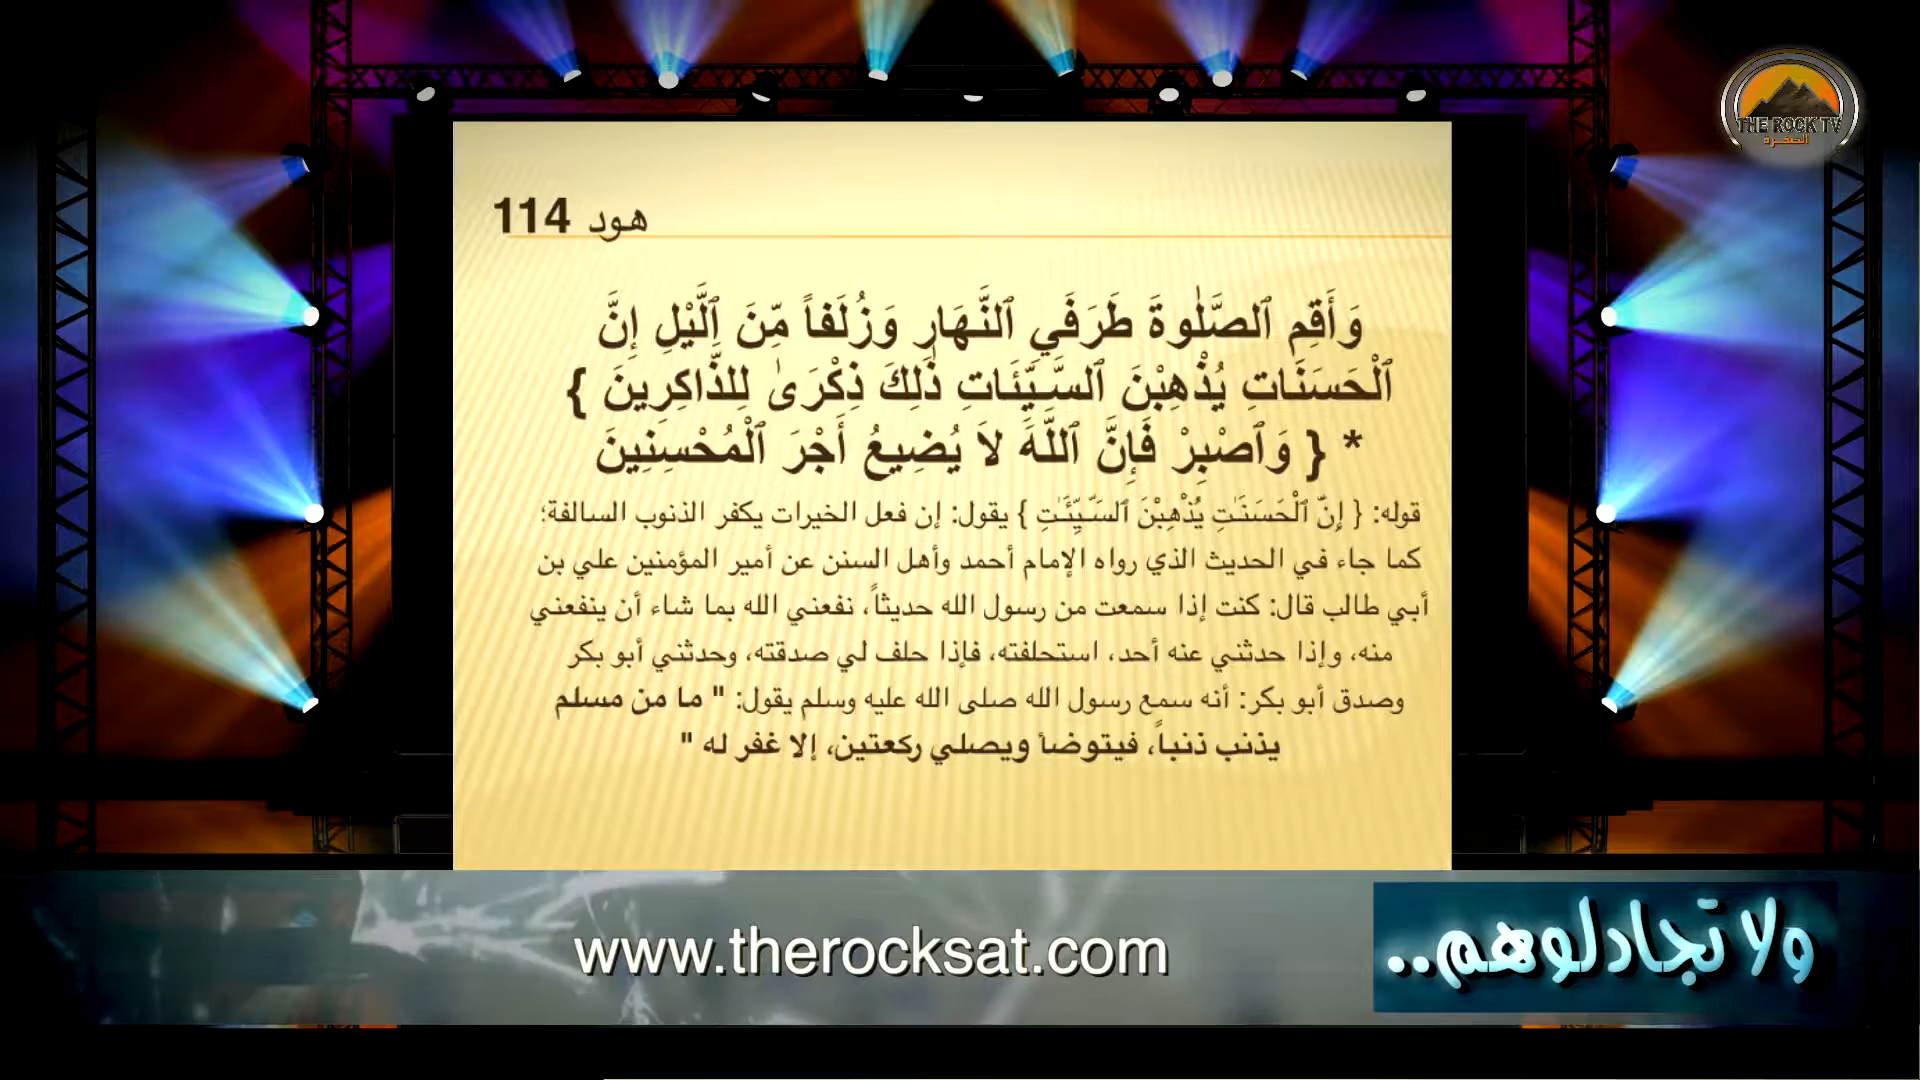 THE ROCK TV
الصخرة
هود 114
وَأَقِمِ ٱلصَّلَٰوةَ طَرَفَيِ ٱلنَّهَارِ وَزُلَفاً مِّنَ ٱلَّيْلِ إِنَّ
ٱلْحَسَنَاتِ يُذْهِبْنَ ٱلسَّـيِّئَاتِ ذَٰلِكَ ذِكْرَىٰ لِلذَّاكِرِينَ }
* { وَٱصْبِرْ فَإِنَّ ٱللَّهَ لاَ يُضِيعُ أَجْرَ ٱلْمُحْسِنِينَ
قوله: { إِنَّ ٱلْحَسَنَـٰتِ يُذْهِبْنَ ٱلسَّـيِّئَـٰتِ } يقول: إن فعل الخيرات يكفر الذنوب السالفة؛
كما جاء في الحديث الذي رواه الإمام أحمد وأهل السنن عن أمير المؤمنين علي بن
أبي طالب قال: كنت إذا سمعت من رسول الله حديثاً، نفعني الله بما شاء أن ينفعني
منه، وإذا حدثني عنه أحد، استحلفته، فإذا حلف لي صدقته، وحدثني أبو بكر
وصدق أبو بكر: أنه سمع رسول الله صلى الله عليه وسلم يقول: " ما من مسلم
يذنب ذنباً، فيتوضأ ويصلي ركعتين، إلا غفر له "
www.therocksat.com
ولا تجادلوهم..